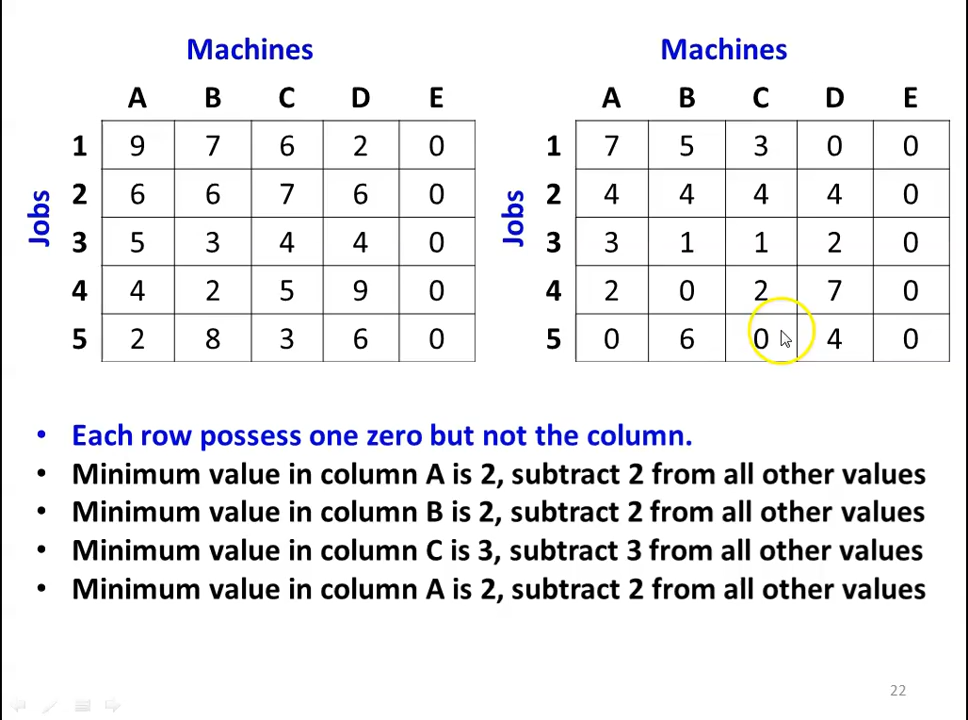 Machines Machines
A B C D E A B C D E
Jobs Jobs
1 9 7 6 2 0 1 7 5 3 0 0
2 6 6 7 6 0 2 4 4 4 4 0
3 5 3 4 4 0 3 3 1 1 2 0
4 4 2 5 9 0 4 2 0 2 7 0
5 2 8 3 6 0 5 0 6 0 4 0
• Each row possess one zero but not the column.
• Minimum value in column A is 2, subtract 2 from all other values
• Minimum value in column B is 2, subtract 2 from all other values
• Minimum value in column C is 3, subtract 3 from all other values
• Minimum value in column A is 2, subtract 2 from all other values
22